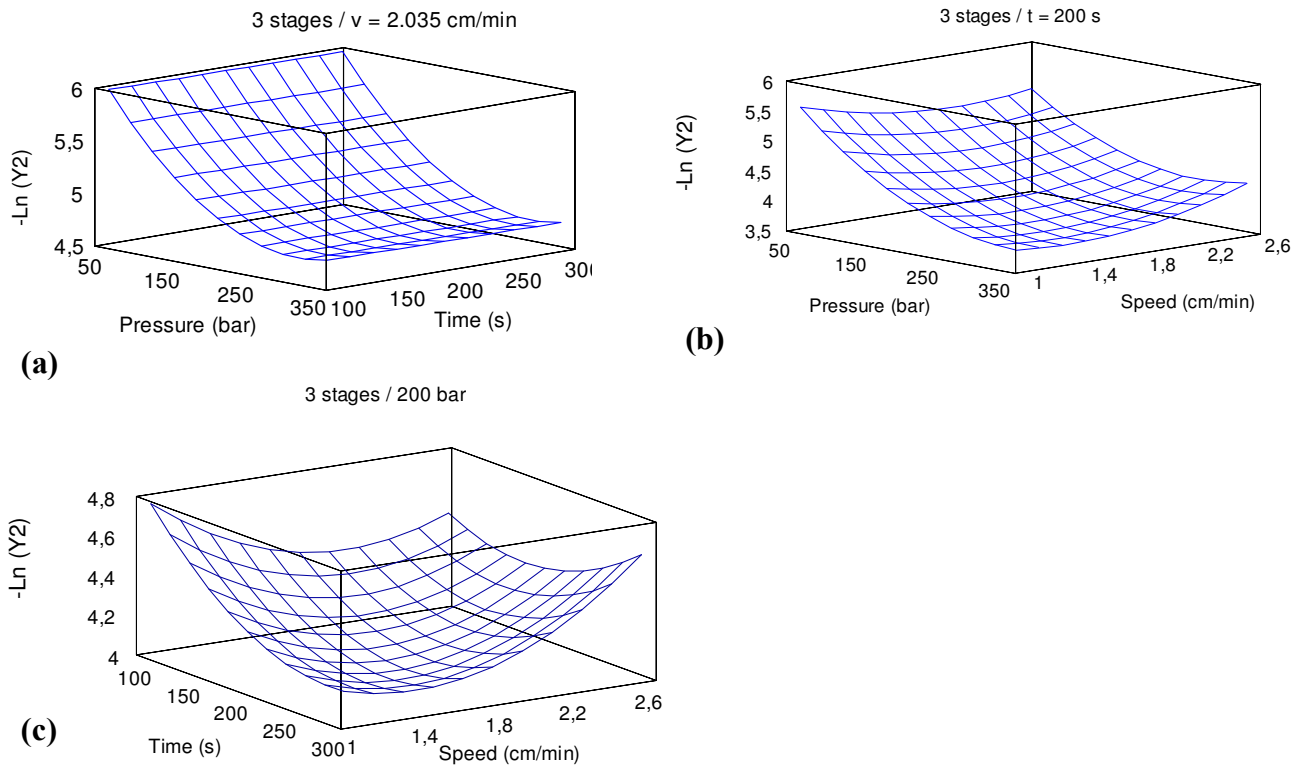 3 stages / v = 2.035 cm/min
-Ln (Y2)
6
5,5
5
4,5
50
150
250
350
Pressure (bar)
100
150
200
250
Time (s)
(a)
3 stages / t = 200 s
-Ln (Y2)
6
5,5
5
4,5
4
3,5
50
150
250
350
Pressure (bar)
1
1,4
1,8
2,2
2,6
Speed (cm/min)
(b)
3 stages / 200 bar
-Ln (Y2)
4,8
4,6
4,4
4,2
4
100
150
200
250
300
Time (s)
1
1,4
1,8
2,2
2,6
Speed (cm/min)
(c)